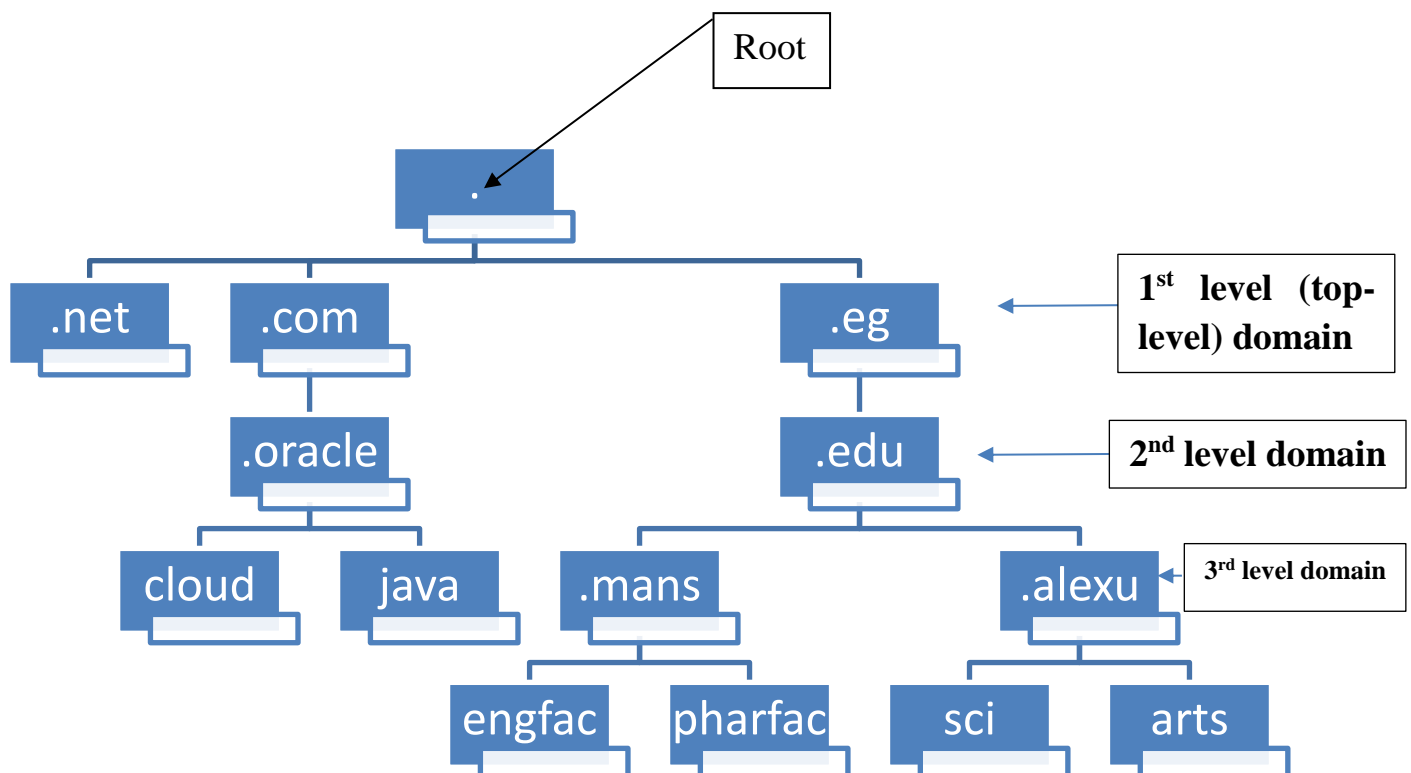 Root
.
.net
.com
.eg
1st level (top-
level) domain
.oracle
.edu
2nd level domain
cloud
java
.mans
.alexu
3rd level domain
engfac
pharfac
sci
arts